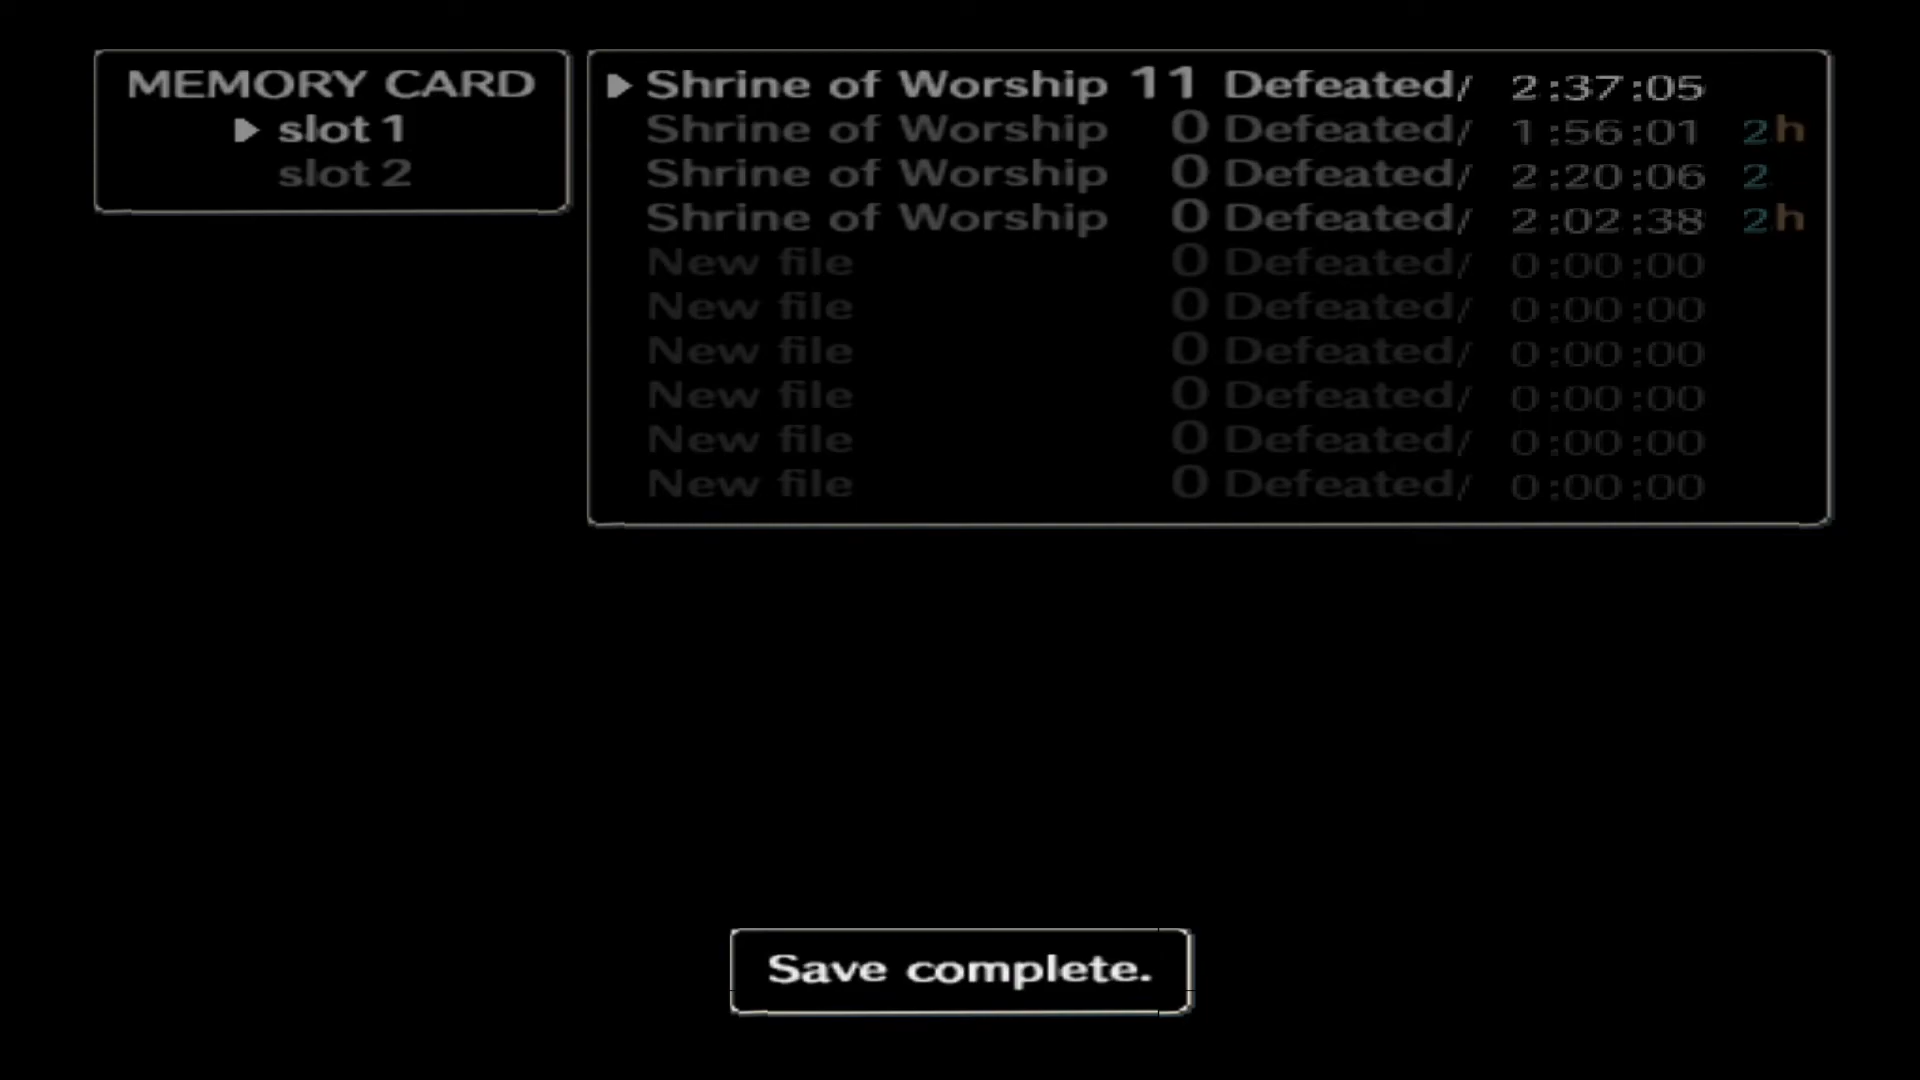 MEMORY CARD
slot 1
slot 2
Shrine of Worship 11 Defeated/ 2:37:05
Shrine of Worship 0 Defeated/ 1:56:01 2h
Shrine of Worship 0 Defeated/ 2:20:06 2
Shrine of Worship 0 Defeated/ 2:02:38 2h
New file 0 Defeated/ 0:00:00
New file 0 Defeated/ 0:00:00
New file 0 Defeated/ 0:00:00
New file 0 Defeated/ 0:00:00
New file 0 Defeated/ 0:00:00
New file 0 Defeated/ 0:00:00
Save complete.